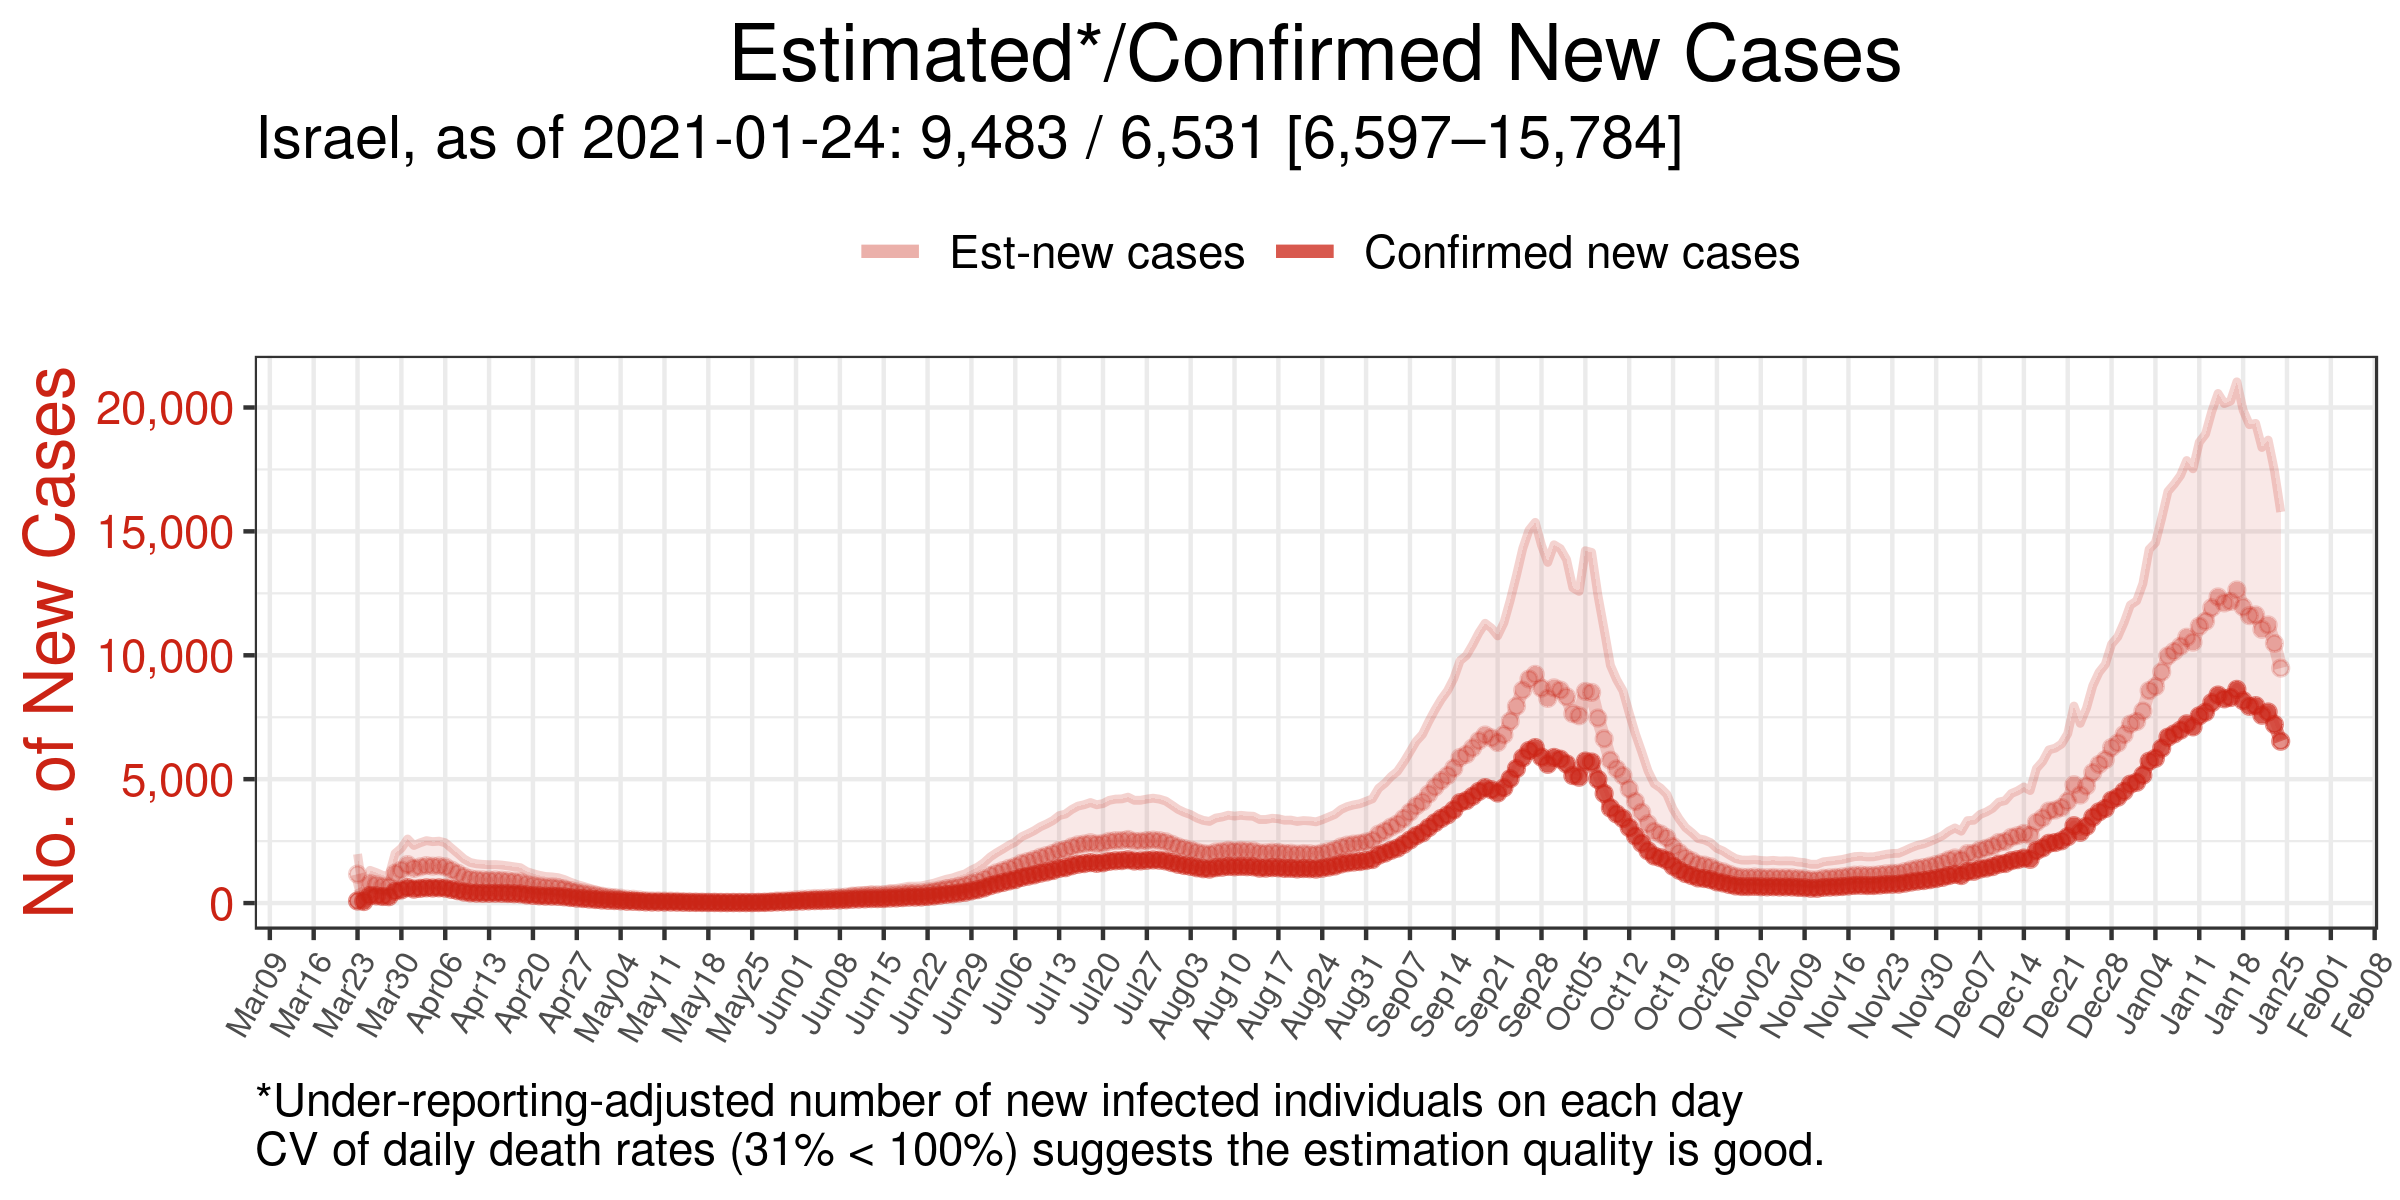 Estimated*/Confirmed New Cases
Israel, as of 2021-01-24: 9,483 / 6,531 [6,597–15,784]
Est-new cases
Confirmed new cases
No. of New Cases
20,000
15,000
10,000
5,000
0
Mar09
Mar16
Mar23
Mar30
Apr06
Apr13
Apr20
Apr27
May04
May11
May18
May25
Jun01
Jun08
Jun15
Jun22
Jun29
Jul06
Jul13
Jul20
Jul27
Aug03
Aug10
Aug17
Aug24
Aug31
Sep07
Sep14
Sep21
Sep28
Oct05
Oct12
Oct19
Oct26
Nov02
Nov09
Nov16
Nov23
Nov30
Dec07
Dec14
Dec21
Dec28
Jan04
Jan11
Jan18
Jan25
Feb01
Feb08
*Under-reporting-adjusted number of new infected individuals on each day
CV of daily death rates (31% < 100%) suggests the estimation quality is good.